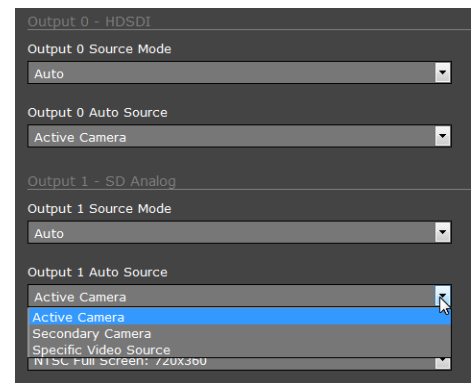 Output 0 - HDSDI
Output 0 Source Mode
Auto
Output 0 Auto Source
Active Camera
Output 1 - SD Analog
Output 1 Source Mode
Auto
Output 1 Auto Source
Active Camera
Active Camera
Secondary Camera
Specific Video Source
NTSC Full Screen: 720x360